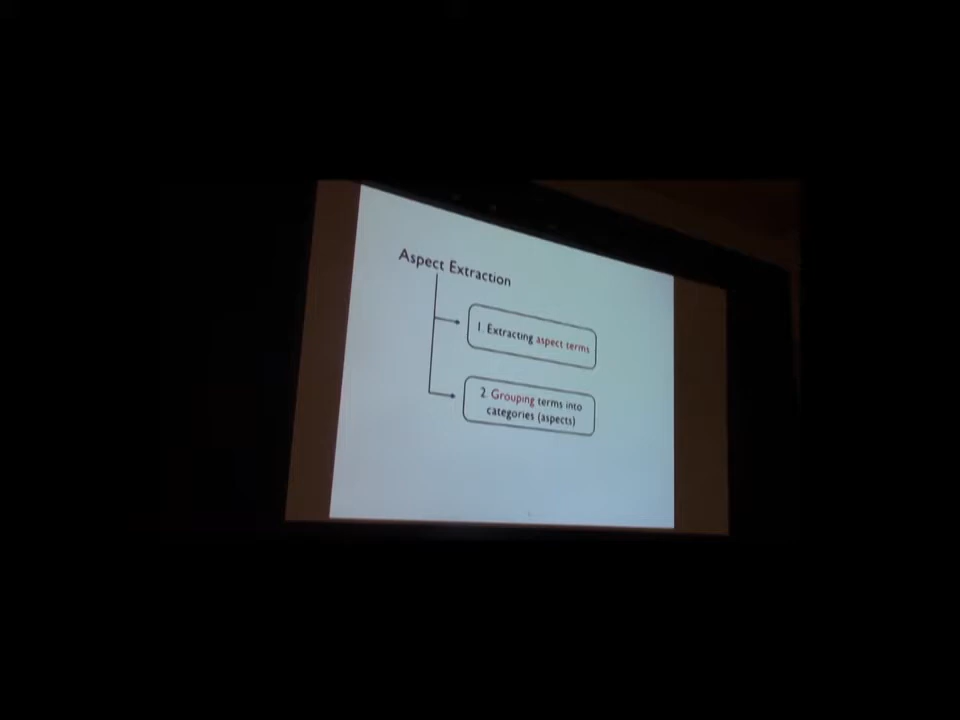 Aspect Extraction
1. Extracting aspect terms
2. Grouping terms into
categories (aspects)